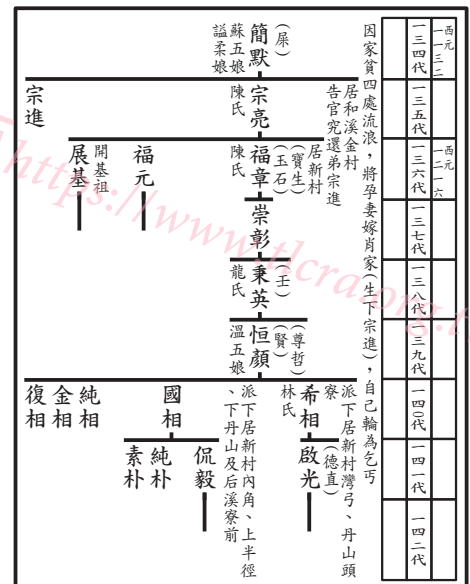 西元一一三二
西元一二一六
一三四代
一三五代
一三六代
一三七代
一三八代
一三九代
一四〇代
一四一代
一四二代
因家貧四處流浪，將孕妻嫁肖家(生下宗進)，自己輪為乞丐
(屎)
簡默
蘇五娘
謚柔娘
居和溪金村
告官究還弟宗進
宗亮
陳氏
宗進
居新村
(寶生)
(玉石)
福章
陳氏
福元
開基祖
展基
崇彰
(壬)
秉英
龍氏
(尊哲)
(賢)
恒顏
溫五娘
派下居新村灣弓、丹山頭
寮
希相
林氏
派下居新村內角、上半徑
、下丹山及后溪寮前
國相
純相
金相
復相
(德直)
啟光
侃毅
純朴
素朴
https://www.tlcra.org.t